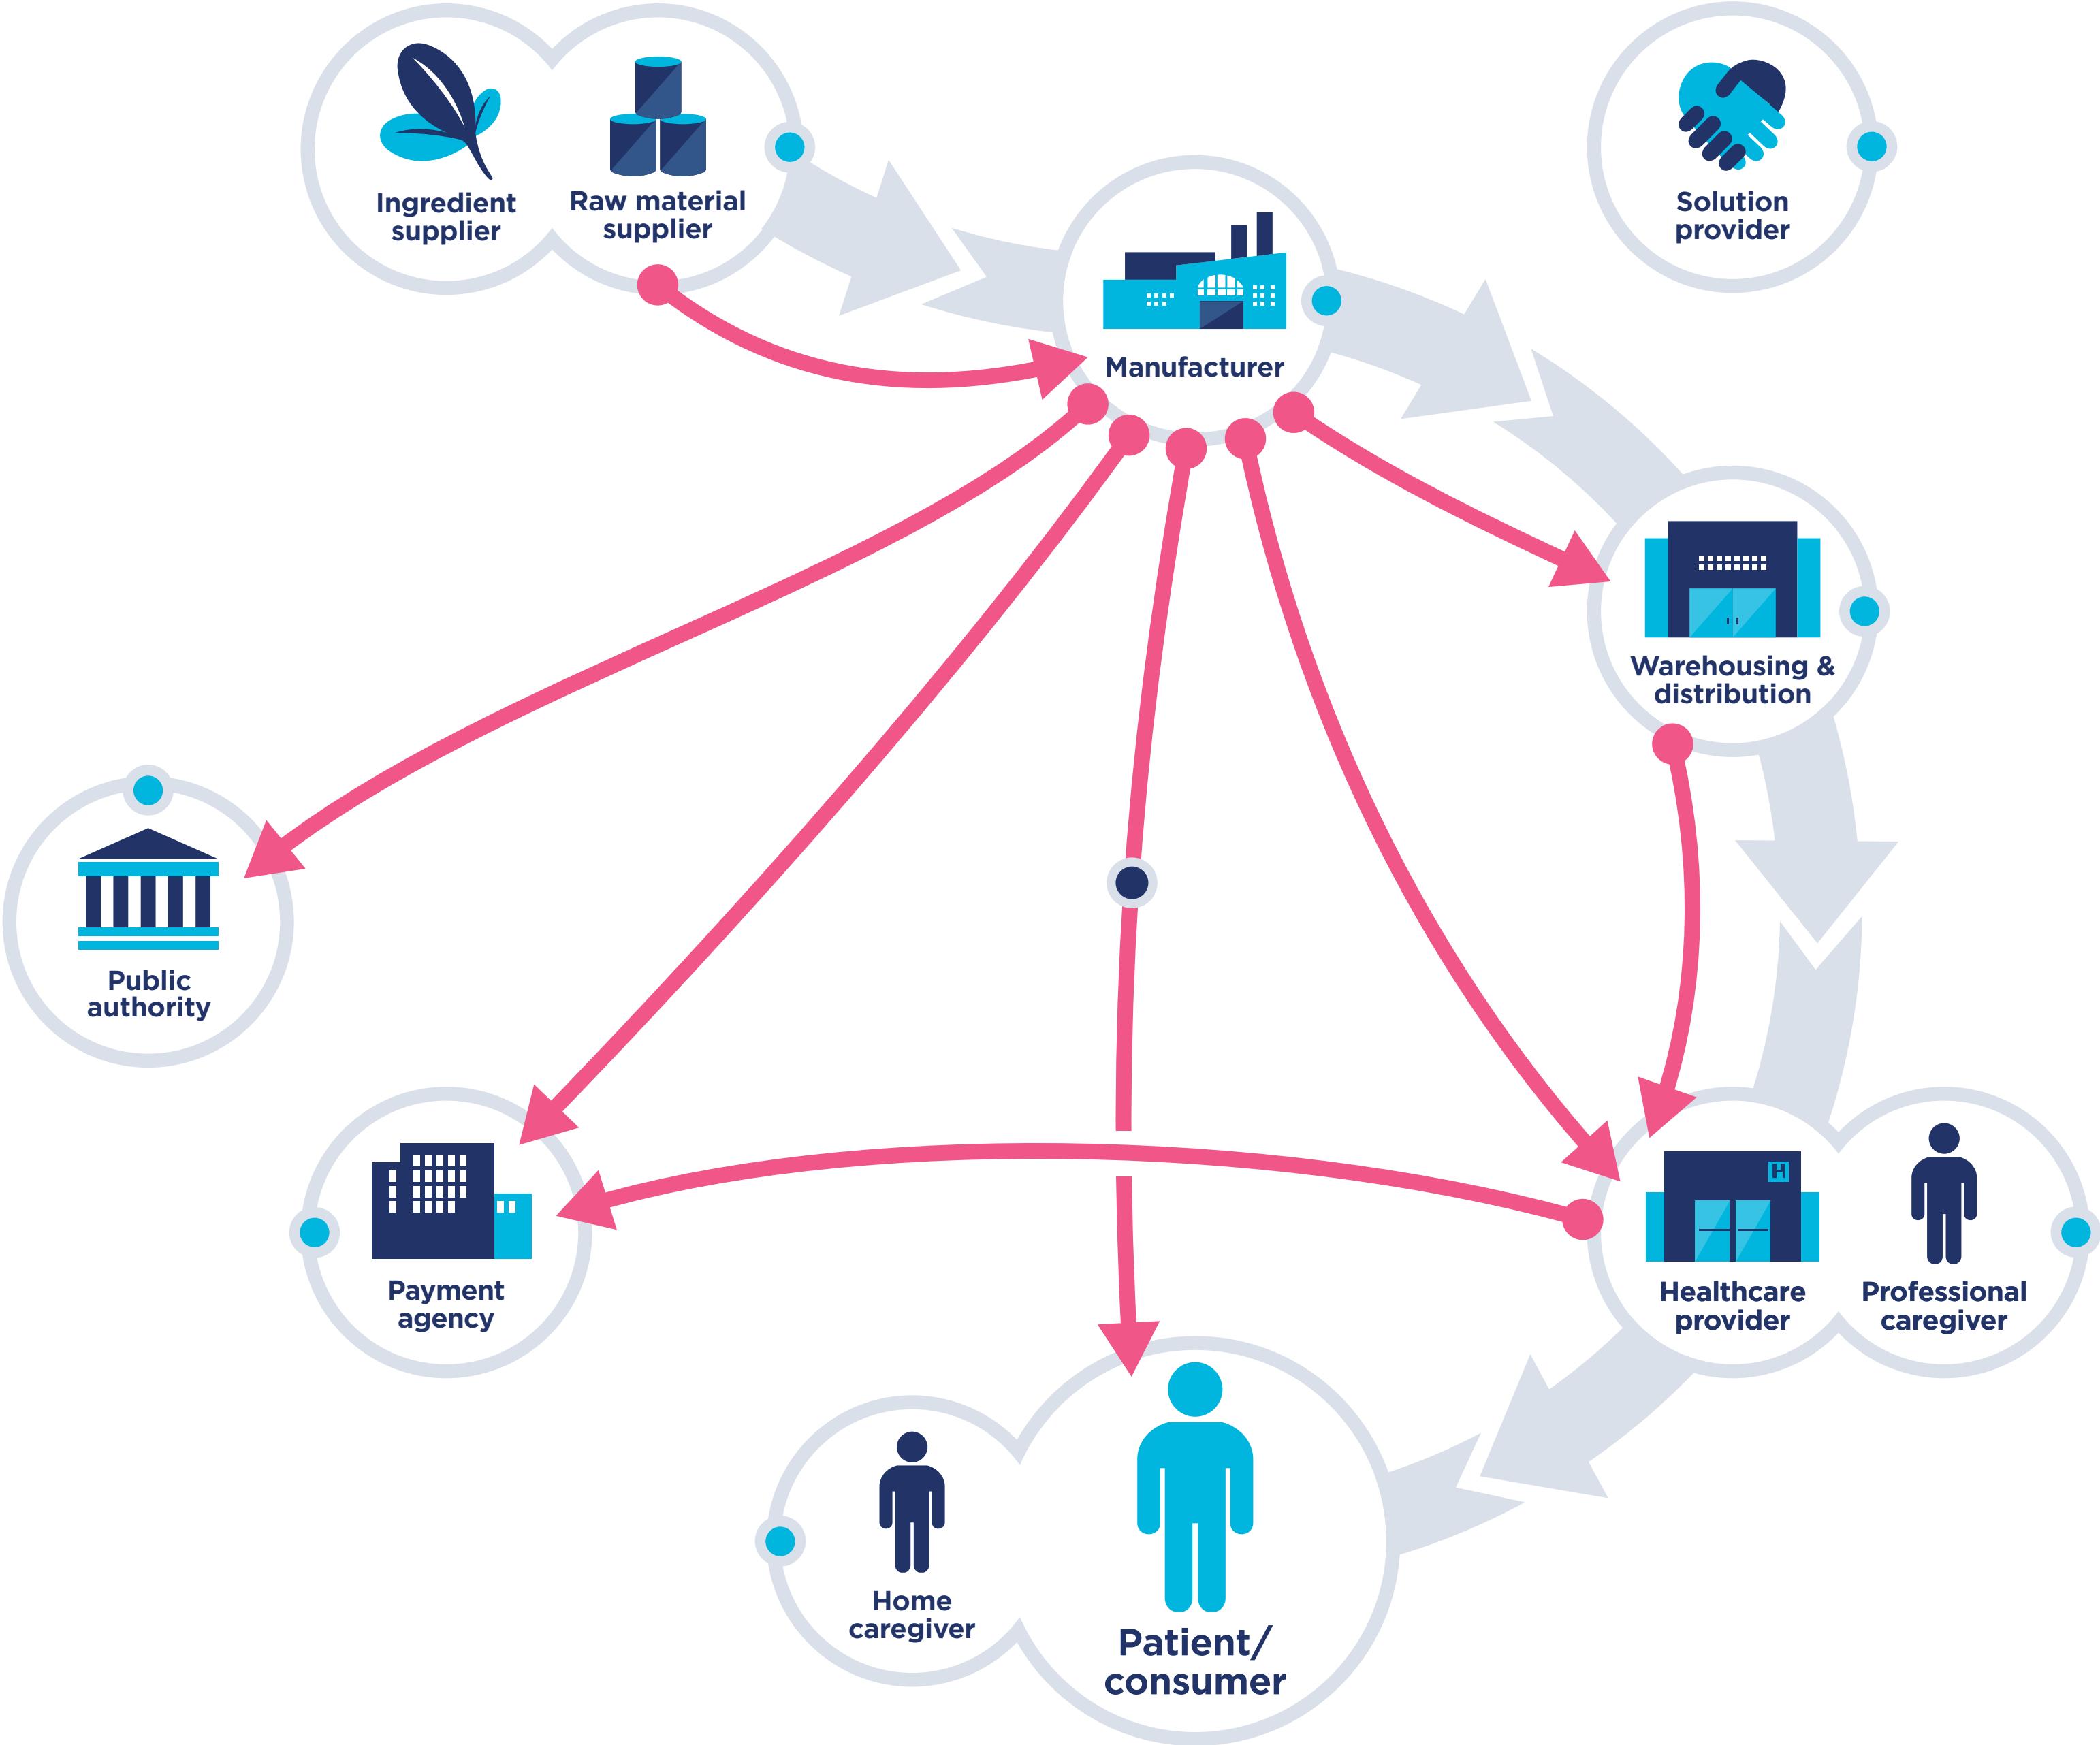 Ingredient
supplier
Raw material
supplier
Solution
provider
Manufacturer
Warehousing &
distribution
Public
authority
Payment
agency
H
Healthcare
provider
Professional
caregiver
Home
caregiver
Patient/
consumer